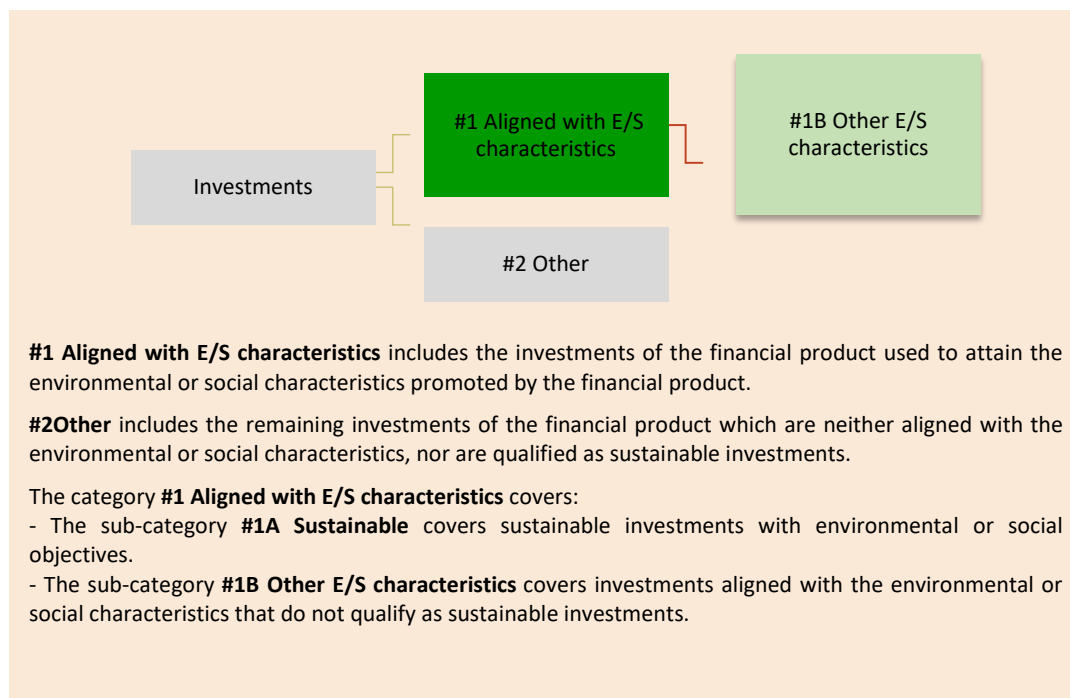 #1 Aligned with E/S
characteristics
#1B Other E/S
characteristics
Investments
#2 Other
#1 Aligned with E/S characteristics includes the investments of the financial product used to attain the
environmental or social characteristics promoted by the financial product.
#2Other includes the remaining investments of the financial product which are neither aligned with the
environmental or social characteristics, nor are qualified as sustainable investments.
The category #1 Aligned with E/S characteristics covers:
- The sub-category #1A Sustainable covers sustainable investments with environmental or social
objectives.
- The sub-category #1B Other E/S characteristics covers investments aligned with the environmental or
social characteristics that do not qualify as sustainable investments.